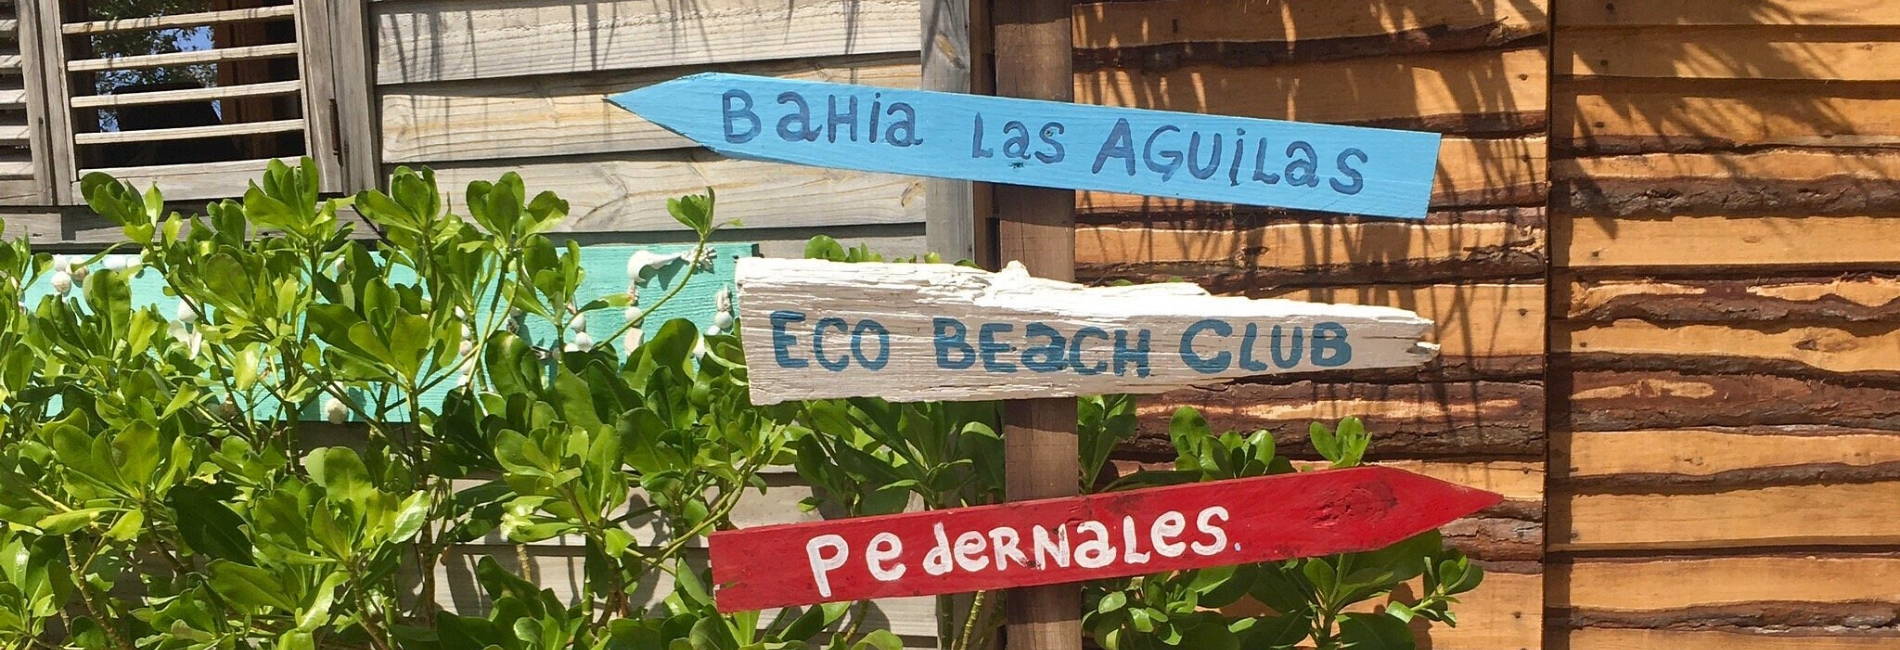 BaHia Las AGUiLas
ECO BEaCH CLUB
PedeRNaLes.